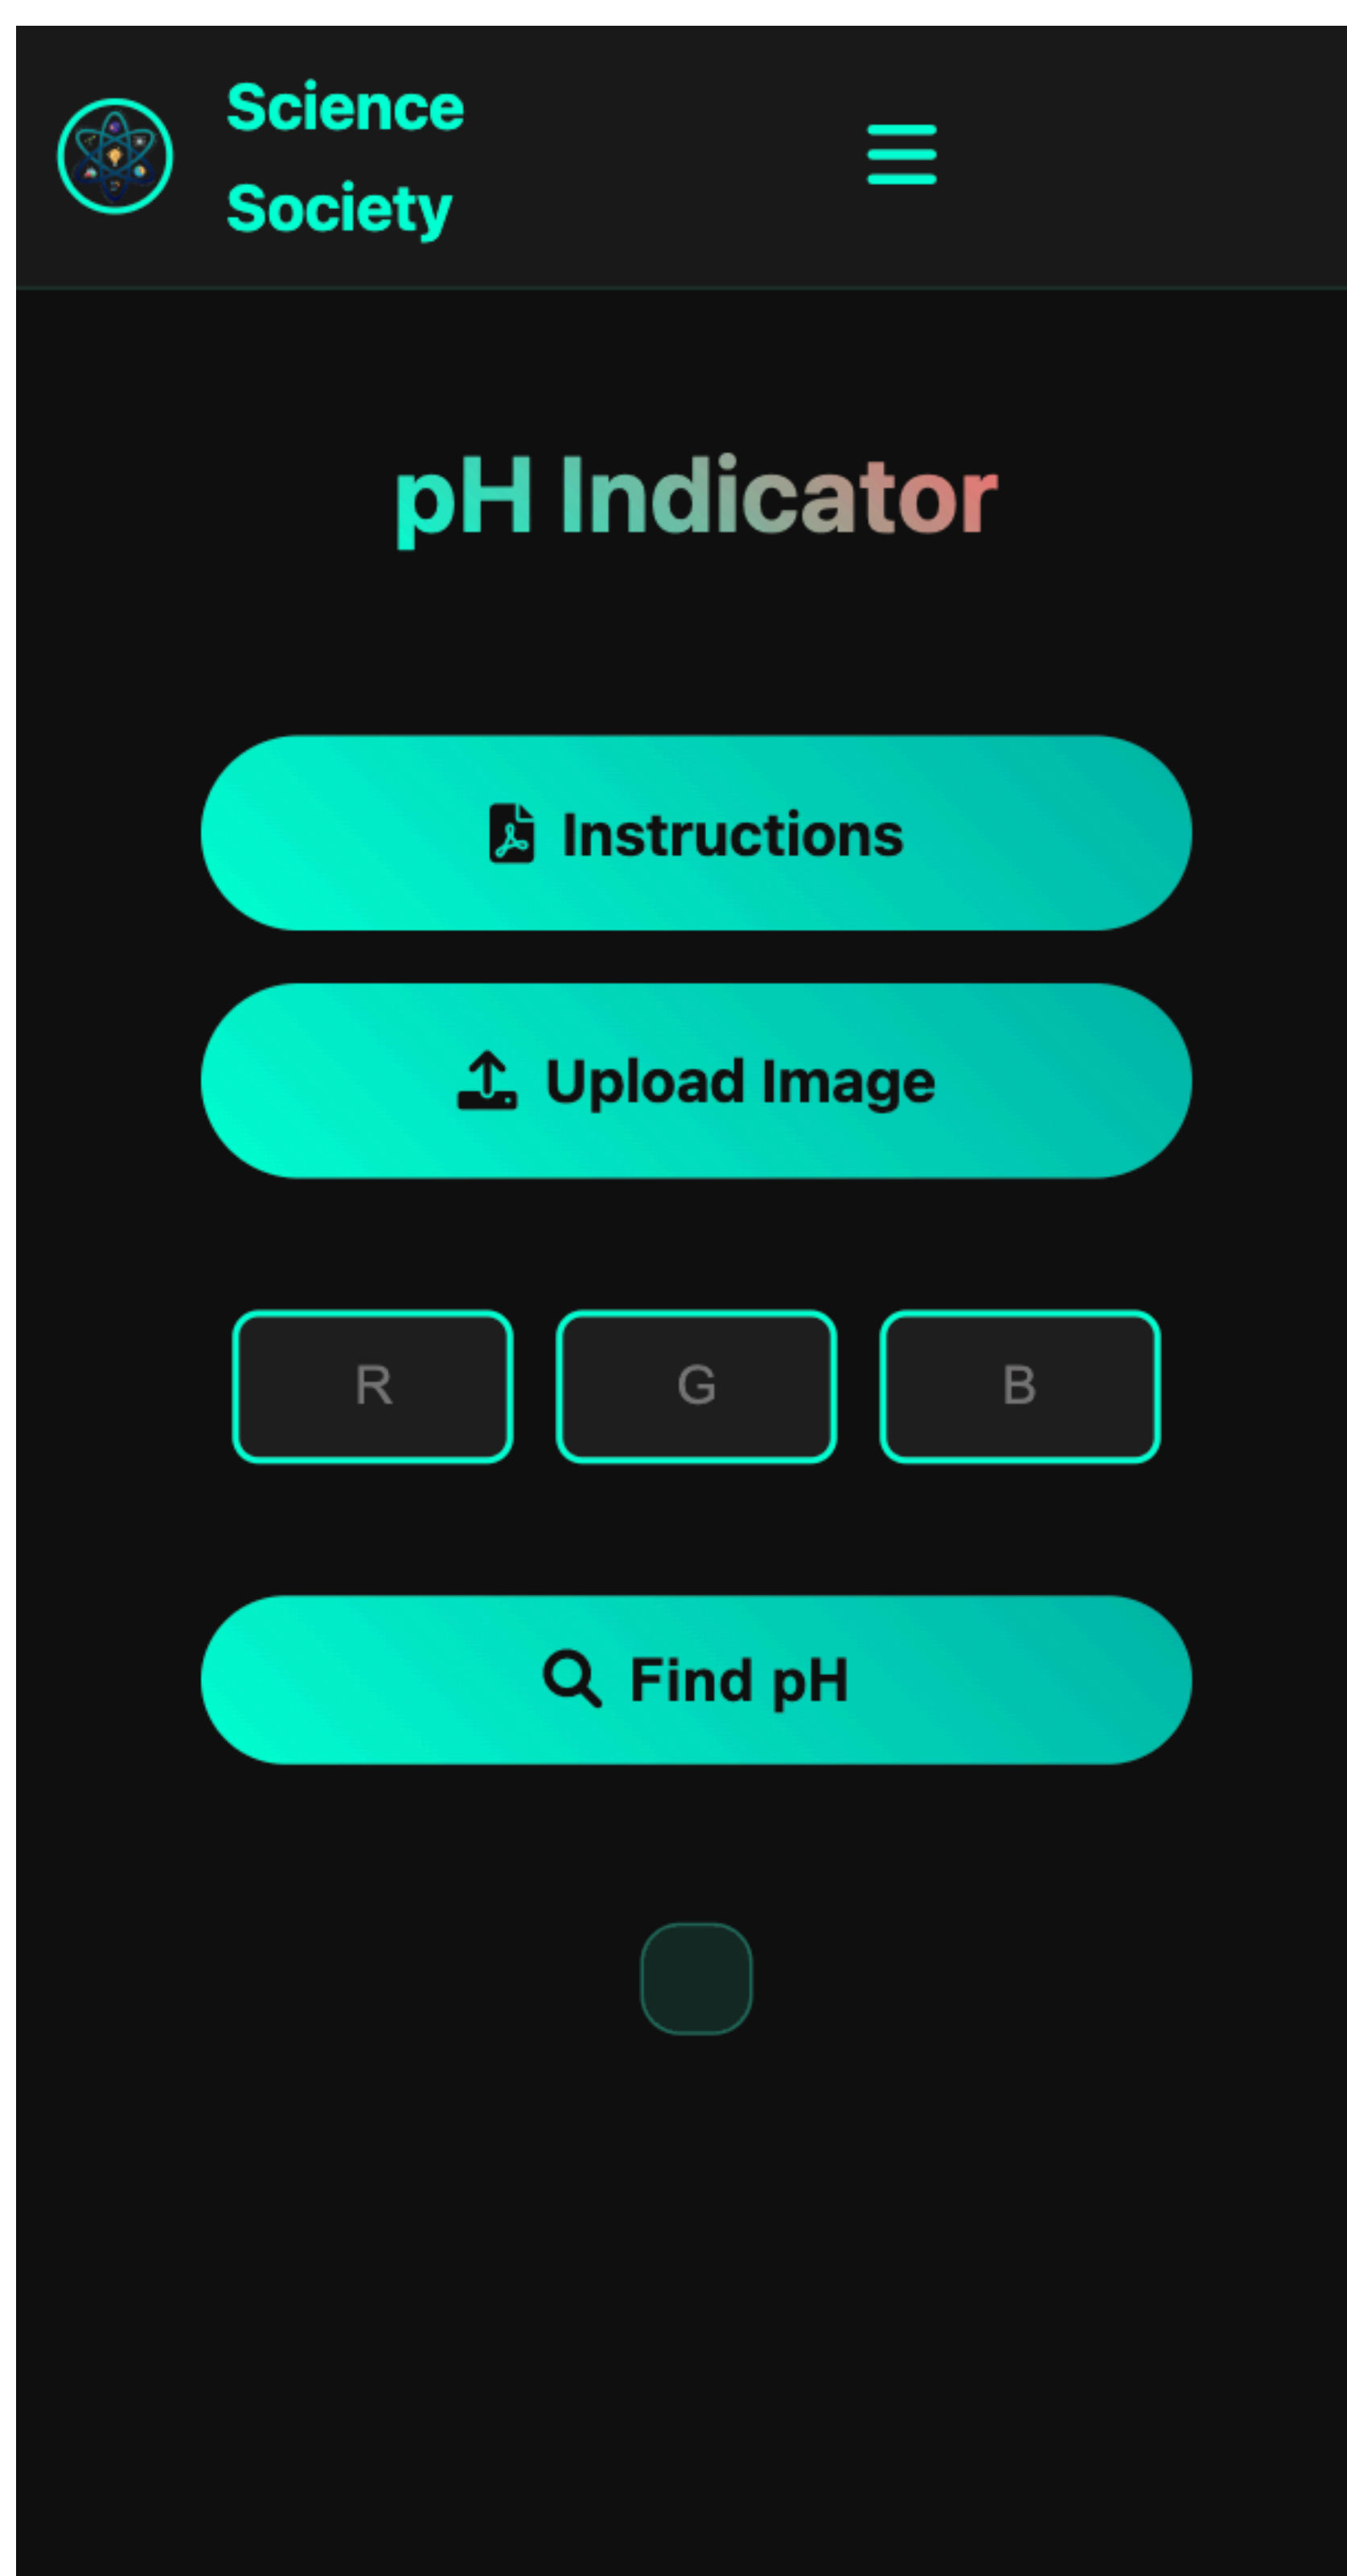 Science
Society
pH Indicator
Instructions
Upload Image
R G B
Find pH